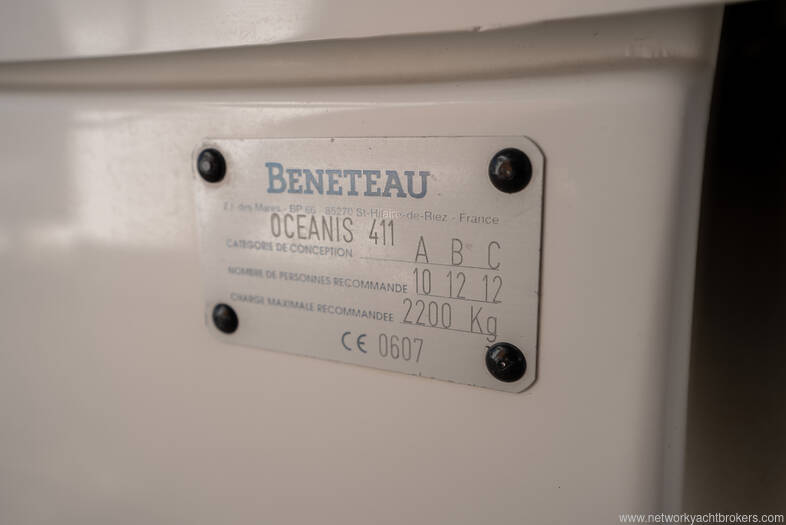 BENETEAU
Z.I. des Mares - BP 66 - 85270 St-Hilaire-de-Riez - France
OCEANIS 411
CATEGORIE DE CONCEPTION A B C
NOMBRE DE PERSONNES RECOMMANDE 10 12 12
CHARGE MAXIMALE RECOMMANDEE 2200 Kg
CE 0607
www.networkyachtbrokers.com